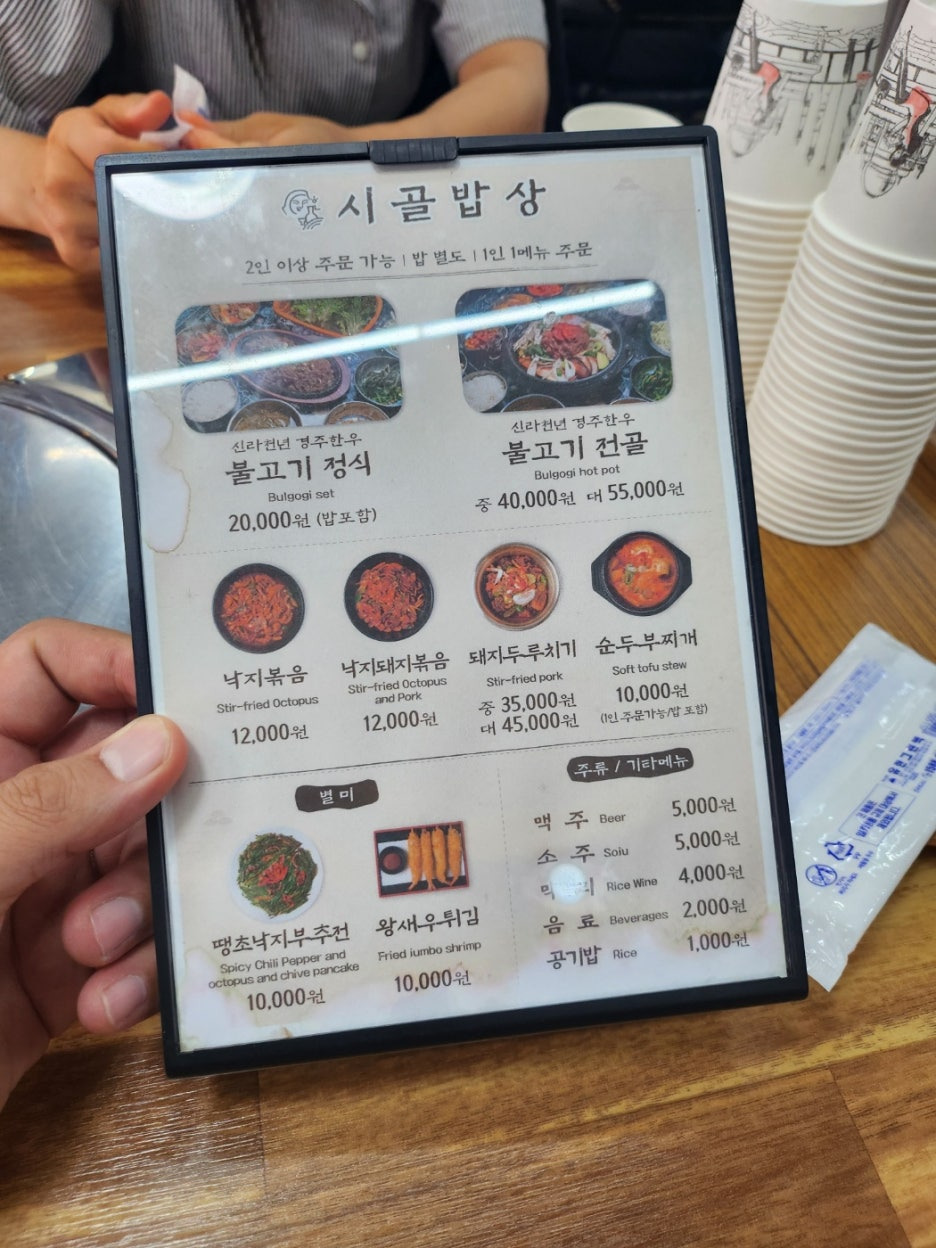 시골밥상
2인 이상 주문 가능 | 밥 별도 | 1인 1메뉴 주문
신라천년 경주한우
불고기 정식
Bulgogi set
20,000원 (밥포함)
신라천년 경주한우
불고기 전골
Bulgogi hot pot
중 40,000원 대 55,000원
낙지볶음
Stir-fried Octopus
12,000원
낙지돼지볶음
Stir-fried Octopus
and Pork
12,000원
돼지두루치기
Stir-fried pork
중 35,000원
대 45,000원
순두부찌개
Soft tofu stew
10,000원
(1인 주문가능/밥 포함)
별미
땡초낙지부추전
Spicy Chili Pepper and
octopus and chive pancake
10,000원
왕새우튀김
Fried jumbo shrimp
10,000원
주류 / 기타메뉴
맥주 Beer 5,000원
소주 Soju 5,000원
Rice Wine 4,000원
음료 Beverages 2,000원
공기밥 Rice 1,000원